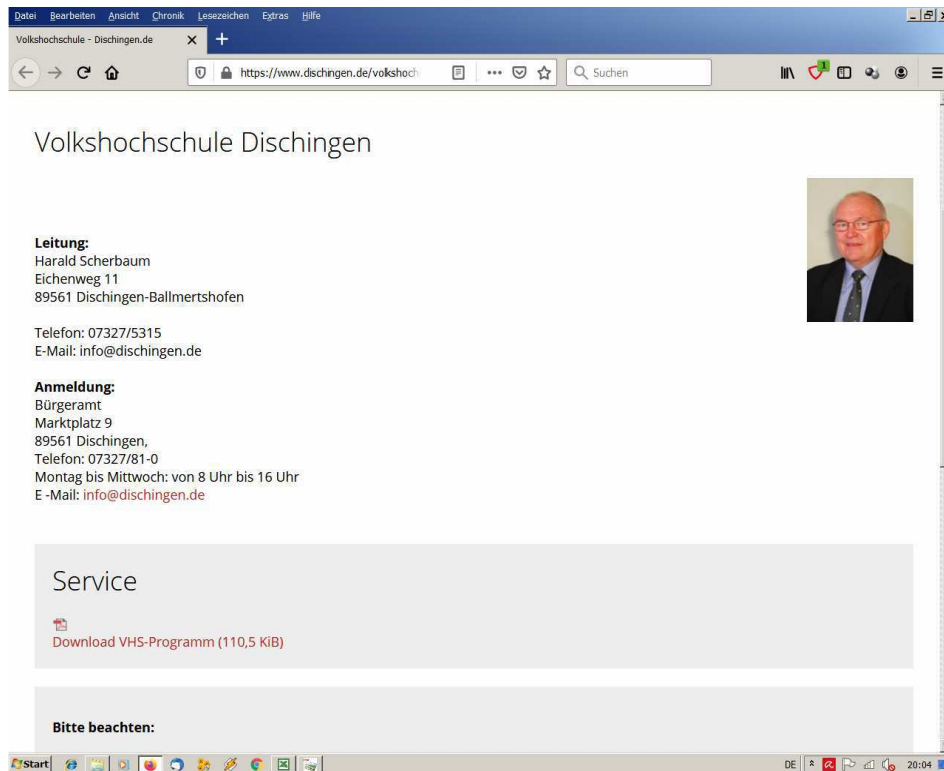 Datei Bearbeiten Ansicht Chronik Lesezeichen Extras Hilfe
Volkshochschule - Dischingen.de
https://www.dischingen.de/volkshoch
Suchen
1
Volkshochschule Dischingen
Leitung:
Harald Scherbaum
Eichenweg 11
89561 Dischingen-Ballmertshofen
Telefon: 07327/5315
E-Mail: info@dischingen.de
Anmeldung:
Bürgeramt
Marktplatz 9
89561 Dischingen,
Telefon: 07327/81-0
Montag bis Mittwoch: von 8 Uhr bis 16 Uhr
E -Mail: info@dischingen.de
Service
Download VHS-Programm (110,5 KiB)
Bitte beachten:
Start
DE
20:04